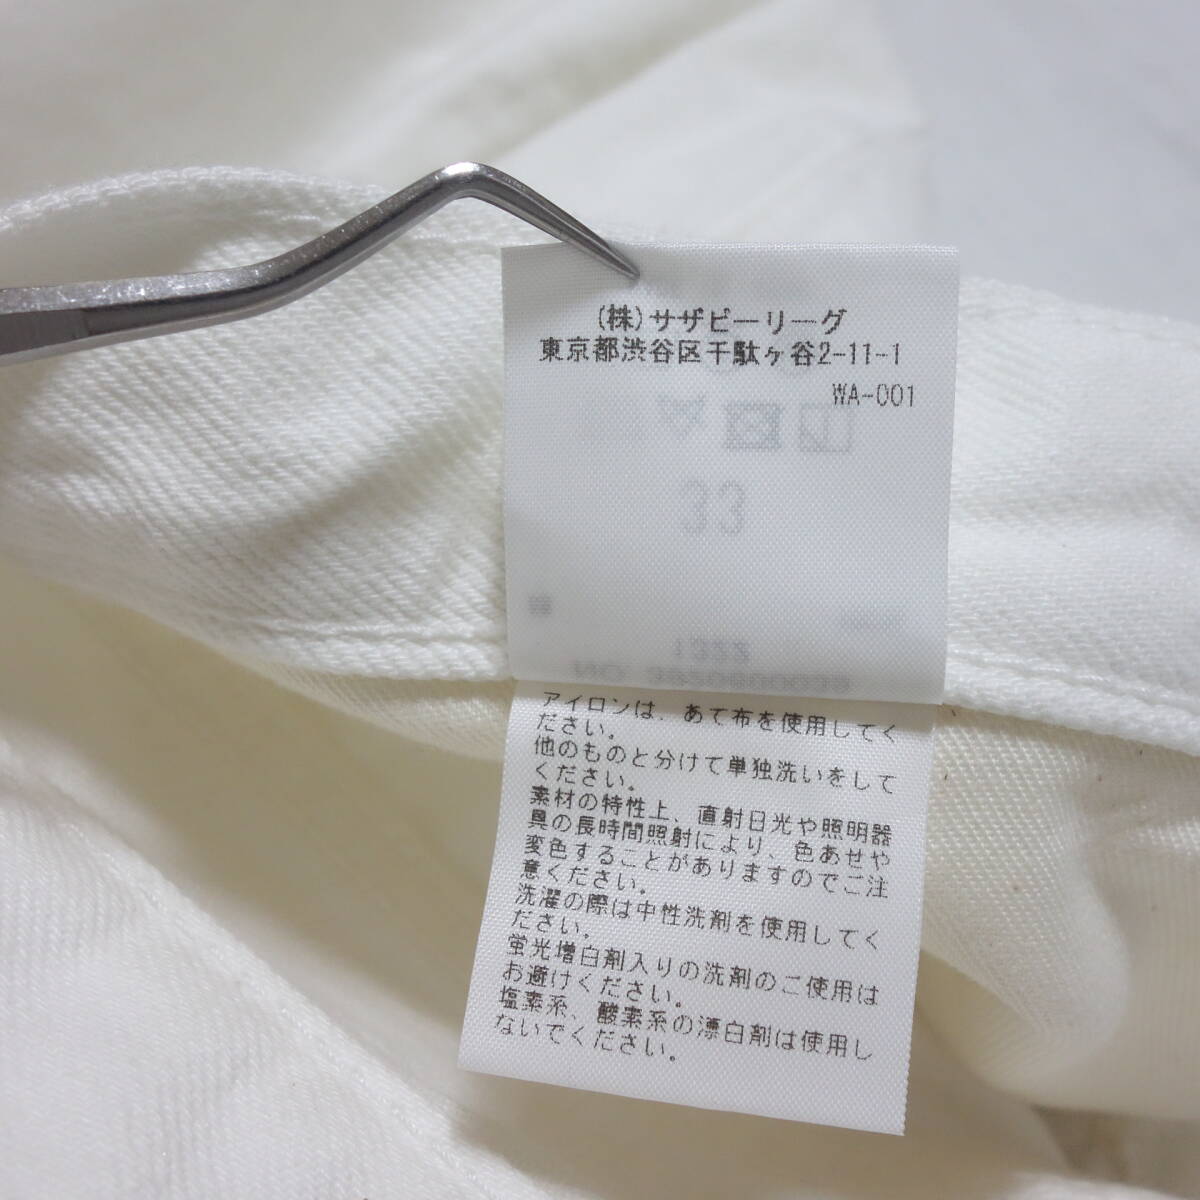 (株)サザビーリーグ
東京都渋谷区千駄ヶ谷2-11-1
WA-001
33
アイロンは、あて布を使用してく
ださい。
他のものと分けて単独洗いをして
ください。
素材の特性上、直射日光や照明器
具の長時間照射により、色あせや
変色することがありますのでご注
意ください。
洗濯の際は中性洗剤を使用してく
ださい。
蛍光増白剤入りの洗剤のご使用は
お避けください。
塩素系、酸素系の漂白剤は使用し
ないでください。